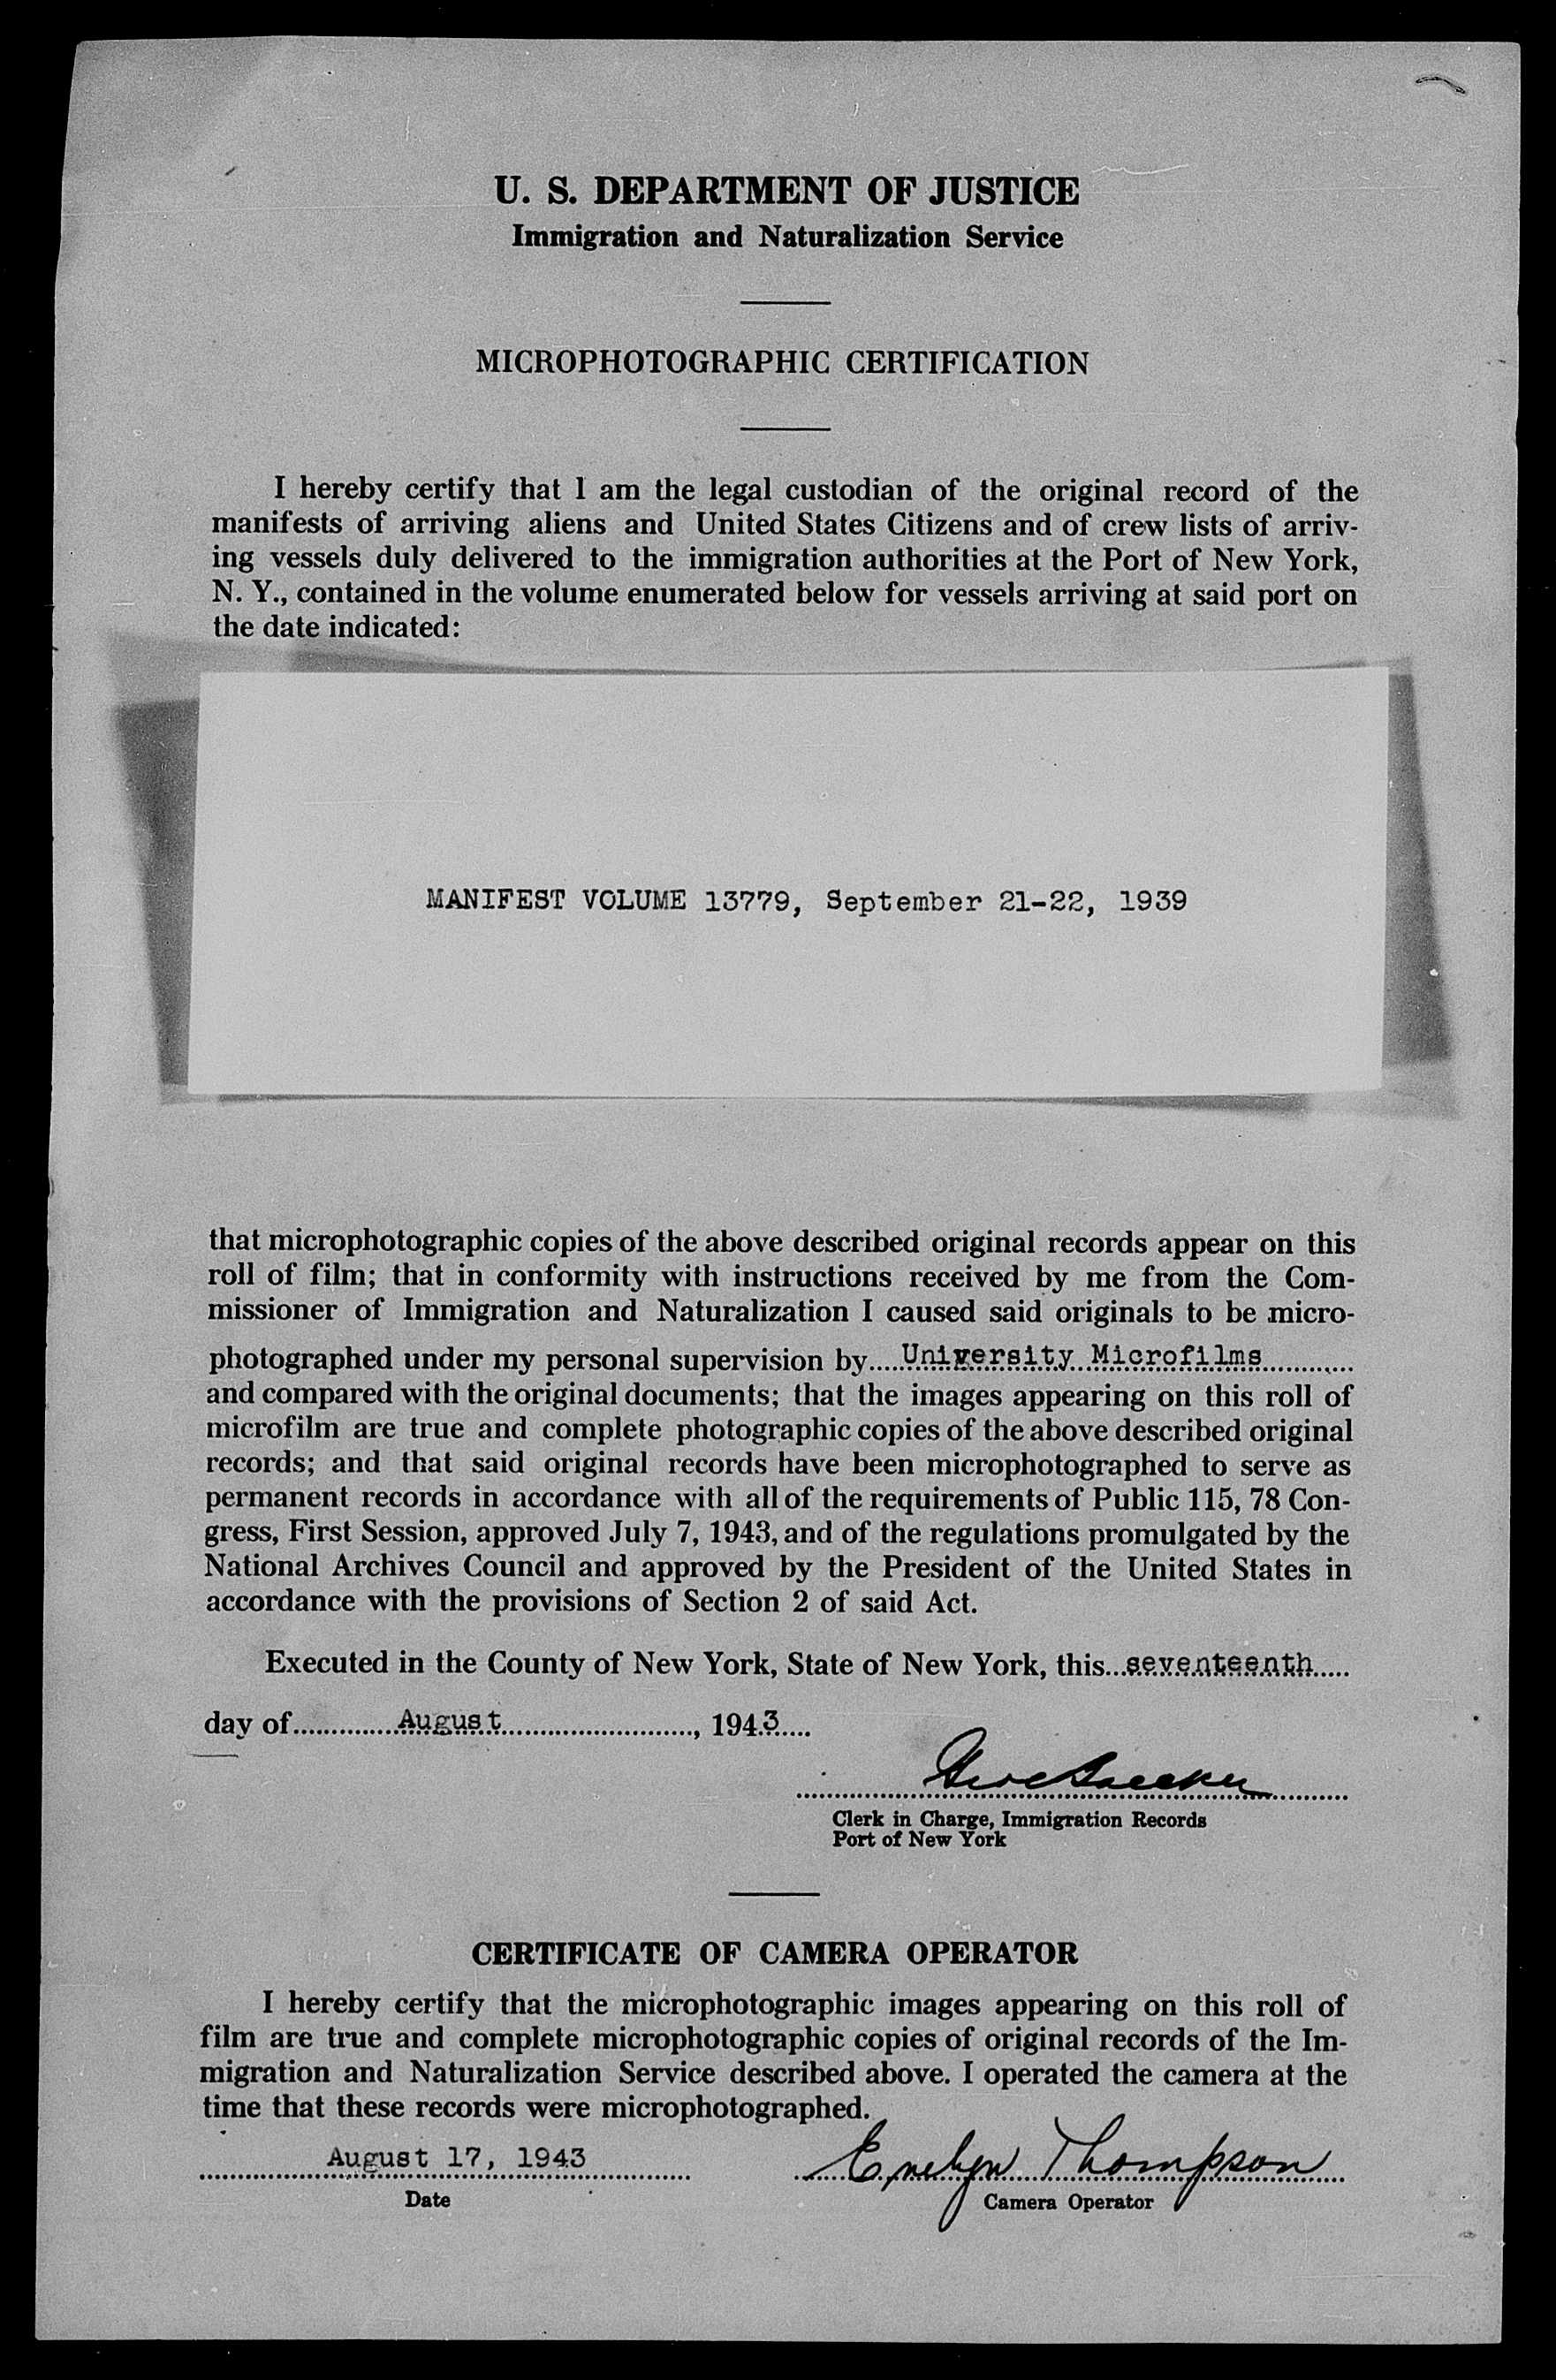 U. S. DEPARTMENT OF JUSTICE
Immigration and Naturalization Service
MICROPHOTOGRAPHIC CERTIFICATION
I hereby certify that I am the legal custodian of the original record of the
manifests of arriving aliens and United States Citizens and of crew lists of arriv-
ing vessels duly delivered to the immigration authorities at the Port of New York,
N. Y., contained in the volume enumerated below for vessels arriving at said port on
the date indicated:
MANIFEST VOLUME 13779, September 21-22, 1939
that microphotographic copies of the above described original records appear on this
roll of film; that in conformity with instructions received by me from the Com-
missioner of Immigration and Naturalization I caused said originals to be micro-
photographed under my personal supervision by University Microfilms
and compared with the original documents; that the images appearing on this roll of
microfilm are true and complete photographic copies of the above described original
records; and that said original records have been microphotographed to serve as
permanent records in accordance with all of the requirements of Public 115, 78 Con-
gress, First Session, approved July 7, 1943, and of the regulations promulgated by the
National Archives Council and approved by the President of the United States in
accordance with the provisions of Section 2 of said Act.
Executed in the County of New York, State of New York, this seventeenth
day of August, 1943
Clerk in Charge, Immigration Records
Port of New York
CERTIFICATE OF CAMERA OPERATOR
I hereby certify that the microphotographic images appearing on this roll of
film are true and complete microphotographic copies of original records of the Im-
migration and Naturalization Service described above. I operated the camera at the
time that these records were microphotographed.
August 17, 1943 Evelyn Thompson
Date Camera Operator